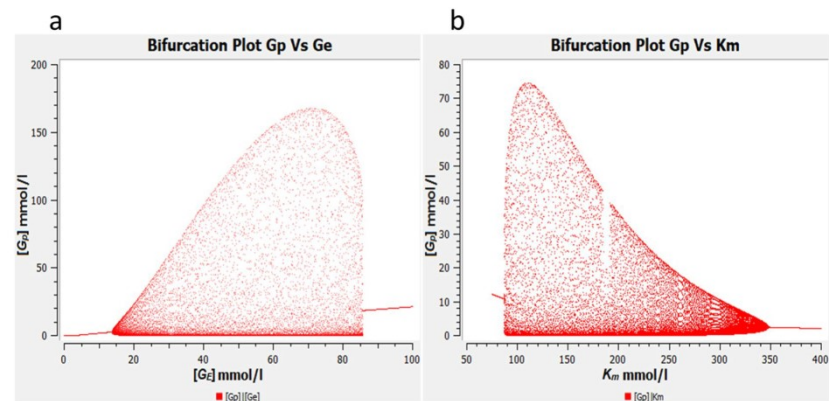 a
Bifurcation Plot Gp Vs Ge
200
150
100
50
0
[Gp] mmol/l
0 20 40 60 80 100
[GE] mmol/l
[Gp]|[Ge]
b
Bifurcation Plot Gp Vs Km
80
70
60
50
40
30
20
10
0
[Gp] mmol/l
50 100 150 200 250 300 350 400
Km mmol/l
[Gp]|Km